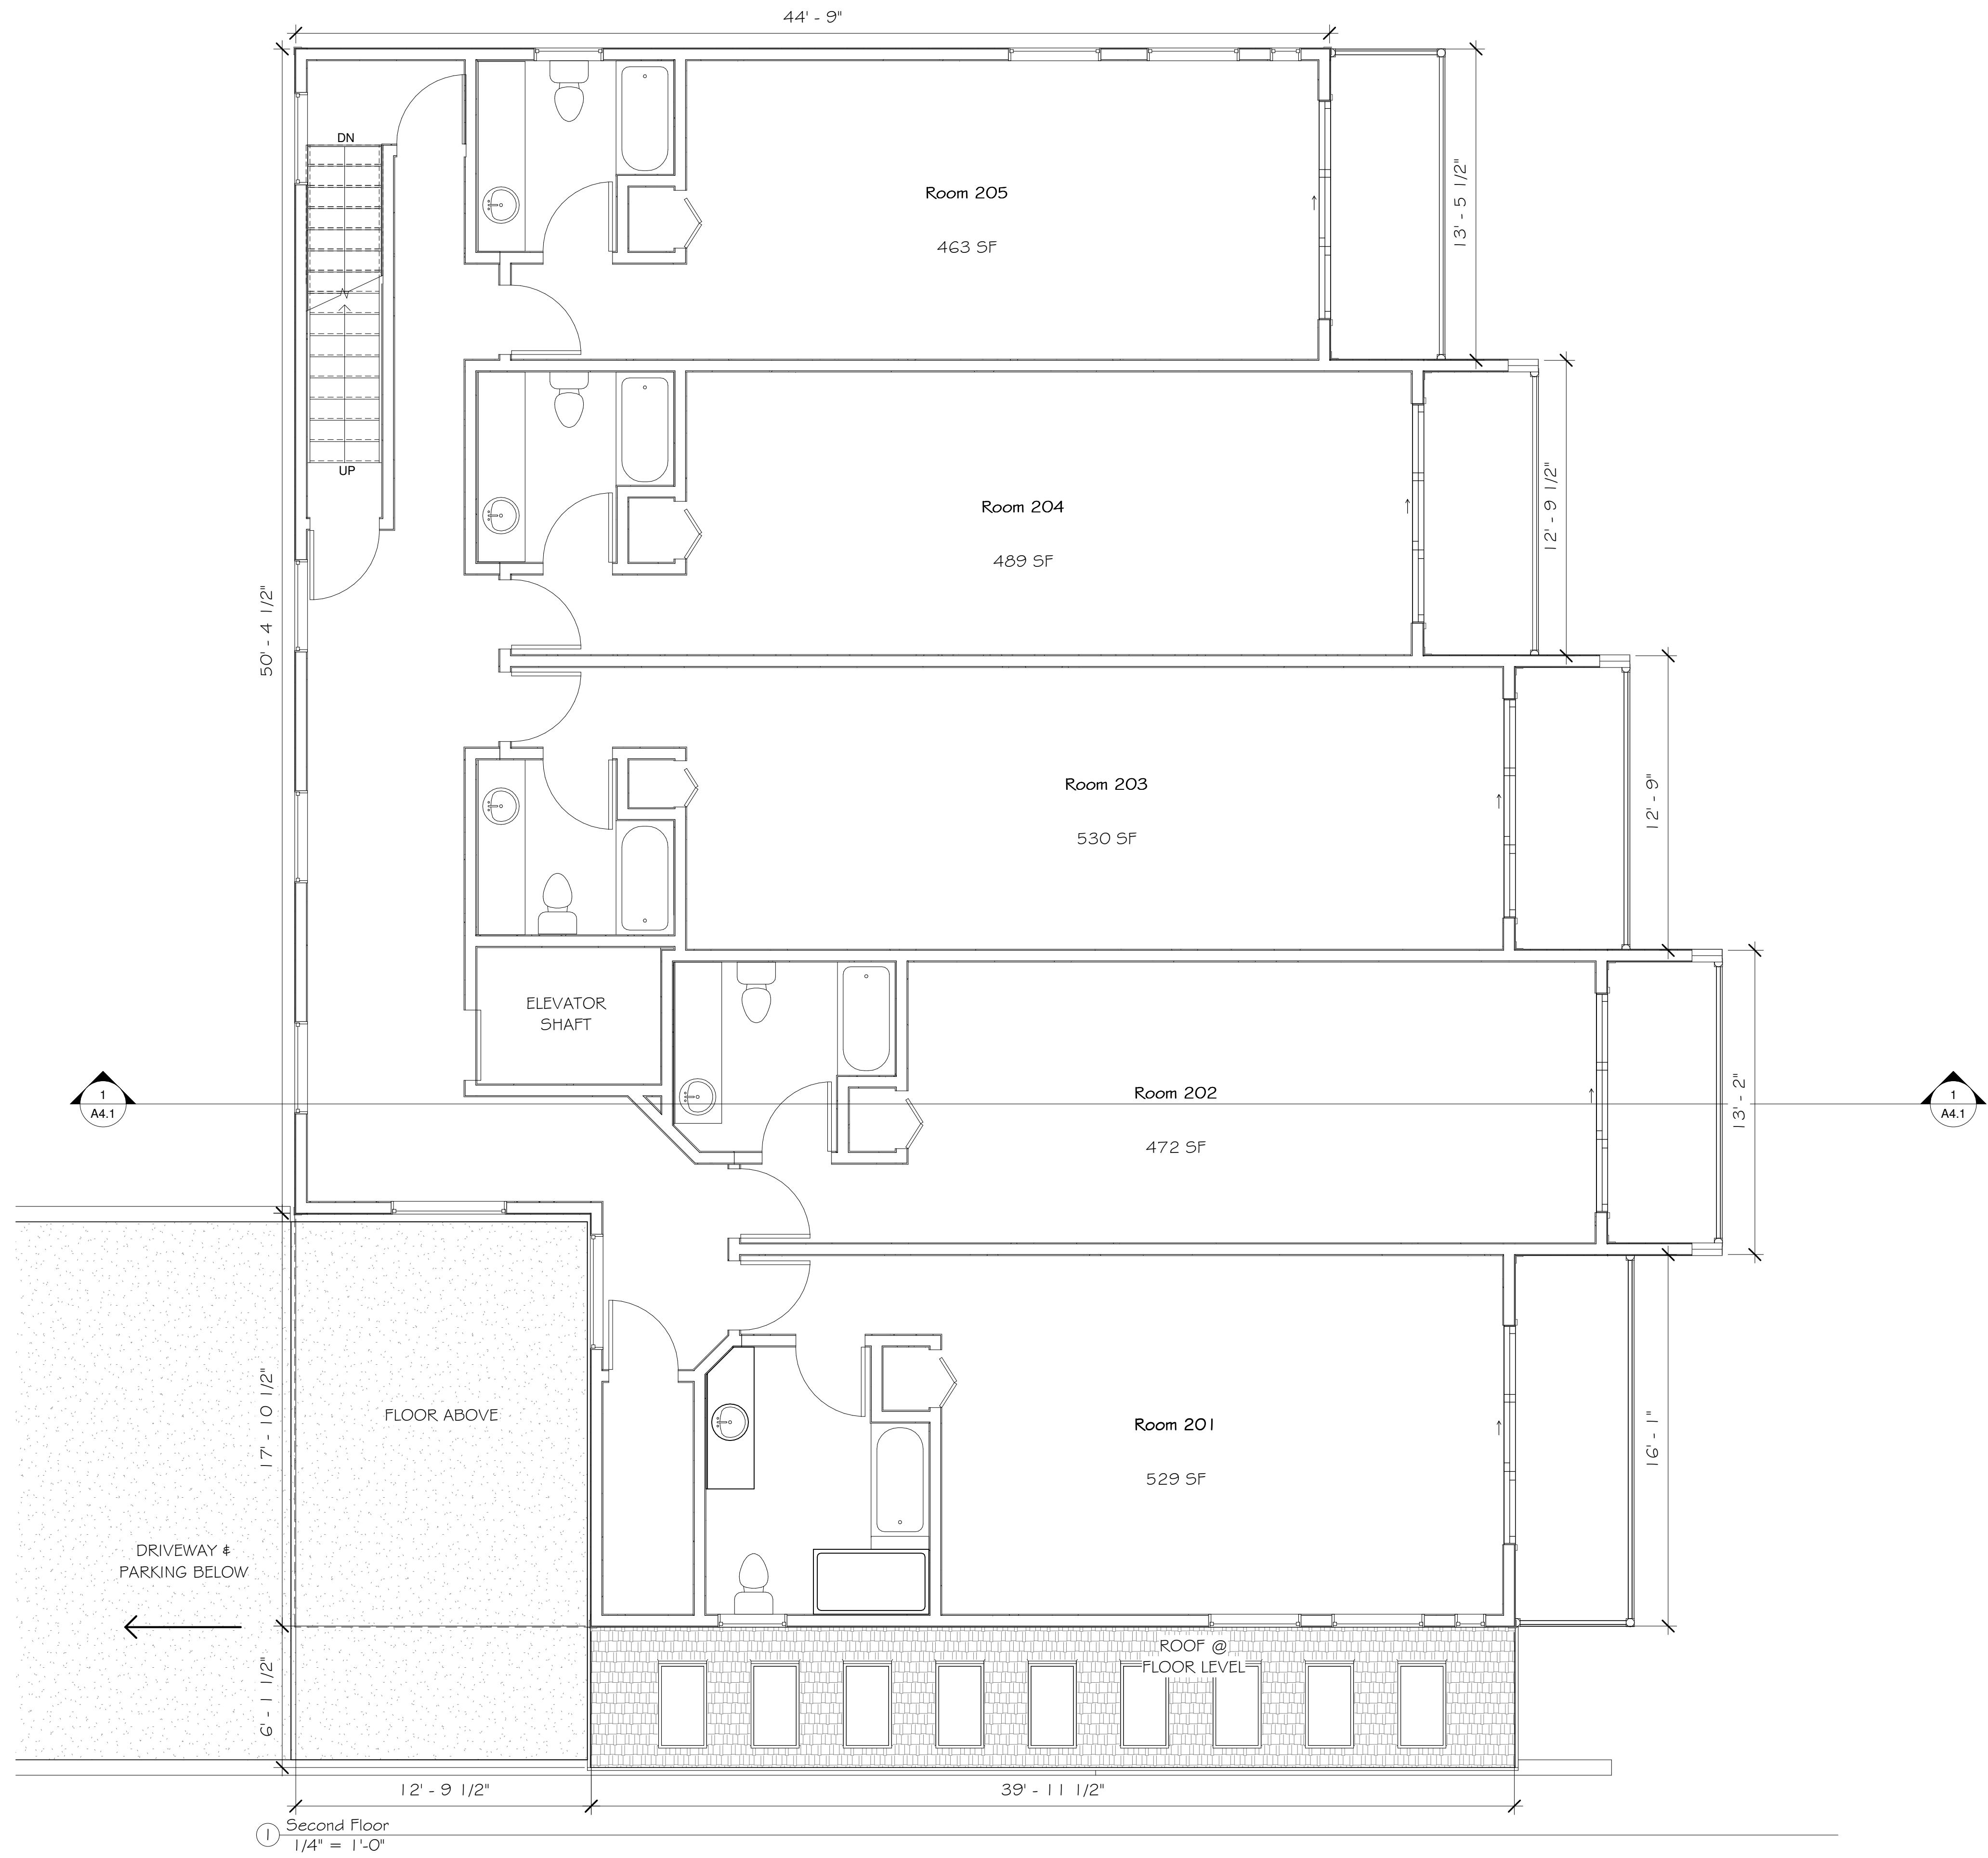 44' - 9"
DN
Room 205
463 SF
13' - 5 1/2"
UP
Room 204
489 SF
12' - 9 1/2"
50' - 4 1/2"
Room 203
530 SF
12' - 9"
ELEVATOR
SHAFT
1
A4.1
Room 202
472 SF
13' - 2"
1
A4.1
17' - 10 1/2"
FLOOR ABOVE
Room 201
529 SF
16' - 1"
DRIVEWAY &
PARKING BELOW
6' - 1 1/2"
ROOF @
FLOOR LEVEL
12' - 9 1/2"
39' - 11 1/2"
1
Second Floor
1/4" = 1'-0"